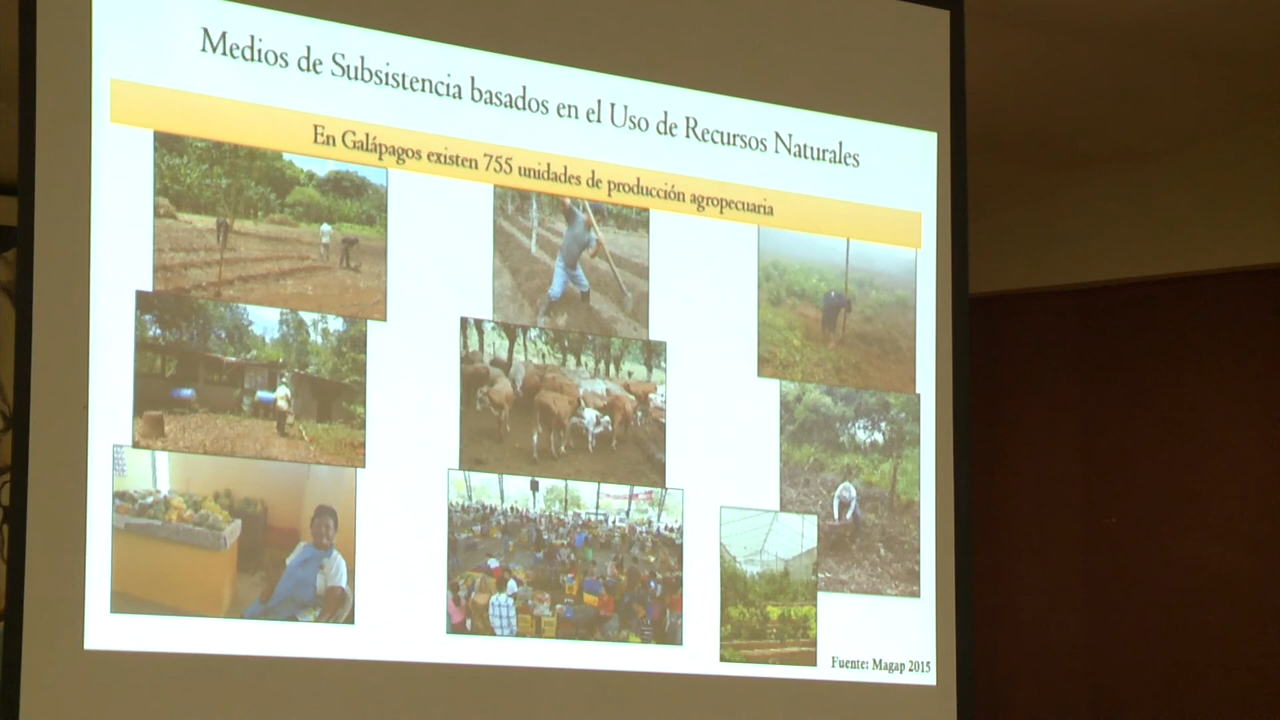 Medios de Subsistencia basados en el Uso de Recursos Naturales
En Galápagos existen 755 unidades de producción agropecuaria
Fuente: Magap 2015